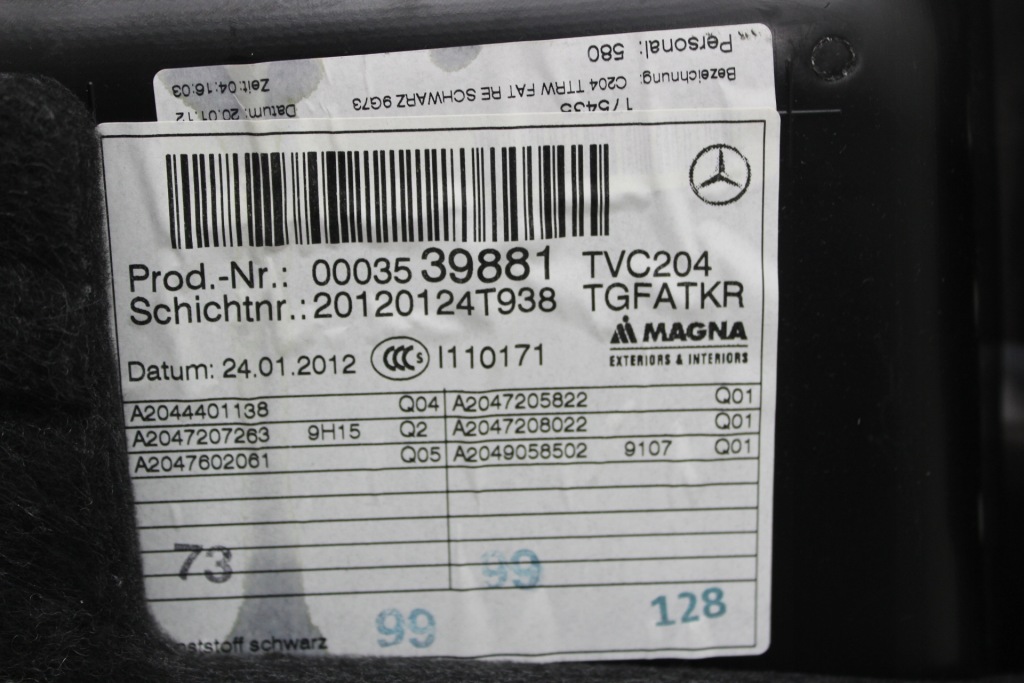 Personal: 580
Bezeichnung: C204 TTRW FAT RE SCHWARZ 9G73
Zeit: 04:16:03
Datum: 20.01.12
Prod.-Nr.: 00035 39881 TVC204
Schichtnr.: 20120124T938 TGFATKR
MAGNA
EXTERIORS & INTERIORS
Datum: 24.01.2012 CCC S I110171
A2044401138 Q04 A2047205822 Q01
A2047207263 9H15 Q2 A2047208022 Q01
A2047602061 Q05 A2049058502 9107 Q01
73
99
99
128
schwarz